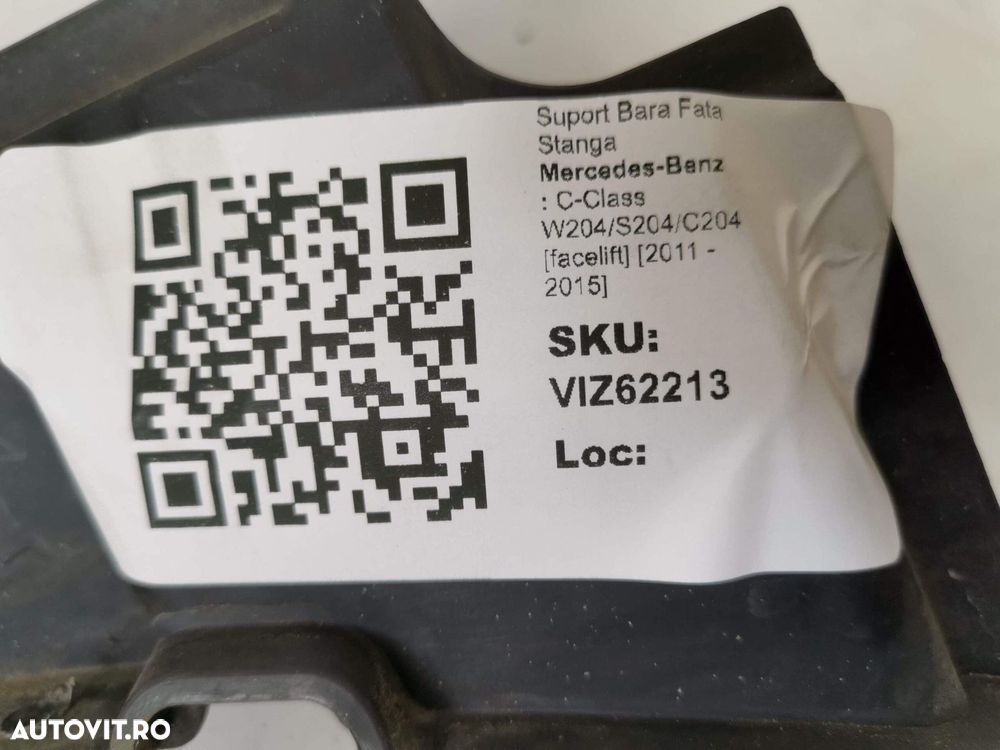 Suport Bara Fata
Stanga
Mercedes-Benz
: C-Class
W204/S204/C204
[facelift] [2011 -
2015]
SKU:
VIZ62213
Loc:
AUTOVIT.RO